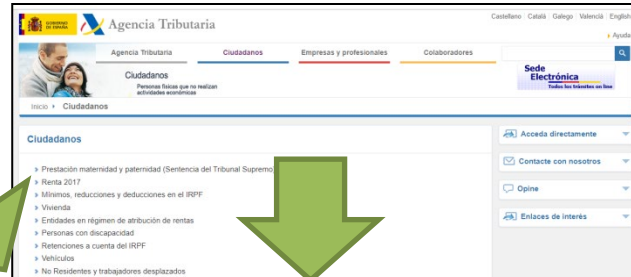 Castellano Català Galego Valencià English
GOBIERNO DE ESPAÑA
Agencia Tributaria
Ayuda
Agencia Tributaria Ciudadanos Empresas y profesionales Colaboradores
Ciudadanos
Personas físicas que no realizan
actividades económicas
Sede
Electrónica
Todos los trámites on line
Inicio Ciudadanos
Ciudadanos
Prestación maternidad y paternidad (Sentencia del Tribunal Supremo)
Renta 2017
Mínimos, reducciones y deducciones en el IRPF
Vivienda
Entidades en régimen de atribución de rentas
Personas con discapacidad
Retenciones a cuenta del IRPF
Vehículos
No Residentes y trabajadores desplazados
Acceda directamente
Contacte con nosotros
Opine
Enlaces de interés